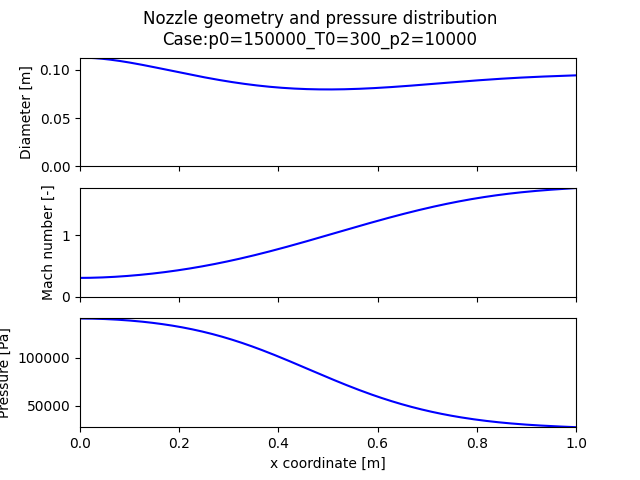 Nozzle geometry and pressure distribution
Case:p0=150000_T0=300_p2=10000
Diameter [m]
0.10
0.05
0.00
Mach number [-]
1
0
Pressure [Pa]
100000
50000
0.0 0.2 0.4 0.6 0.8 1.0
x coordinate [m]